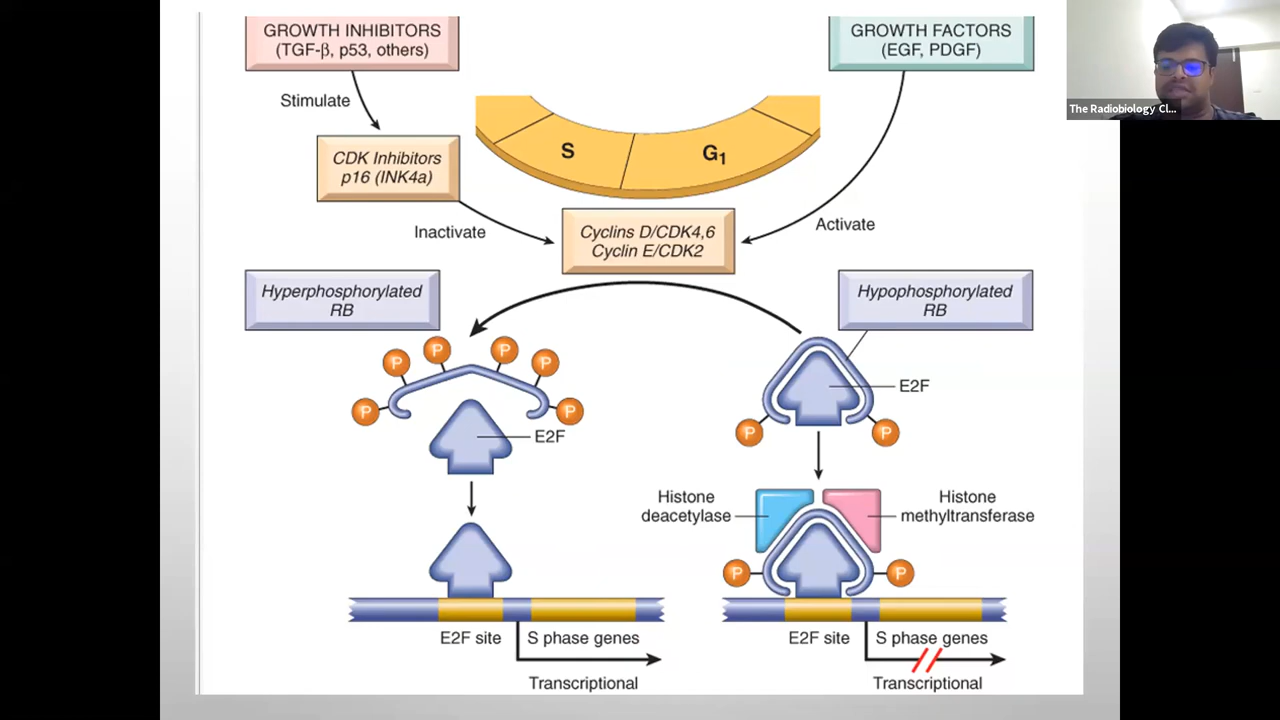 GROWTH INHIBITORS
(TGF-β, p53, others)
GROWTH FACTORS
(EGF, PDGF)
The Radiobiology Cl...
Stimulate
S
G1
CDK Inhibitors
p16 (INK4a)
Inactivate
Cyclins D/CDK4,6
Cyclin E/CDK2
Activate
Hyperphosphorylated
RB
Hypophosphorylated
RB
P
P
P
P
P
P
E2F
E2F
P
P
Histone
deacetylase
Histone
methyltransferase
P
P
E2F site
S phase genes
E2F site
S phase genes
Transcriptional
Transcriptional